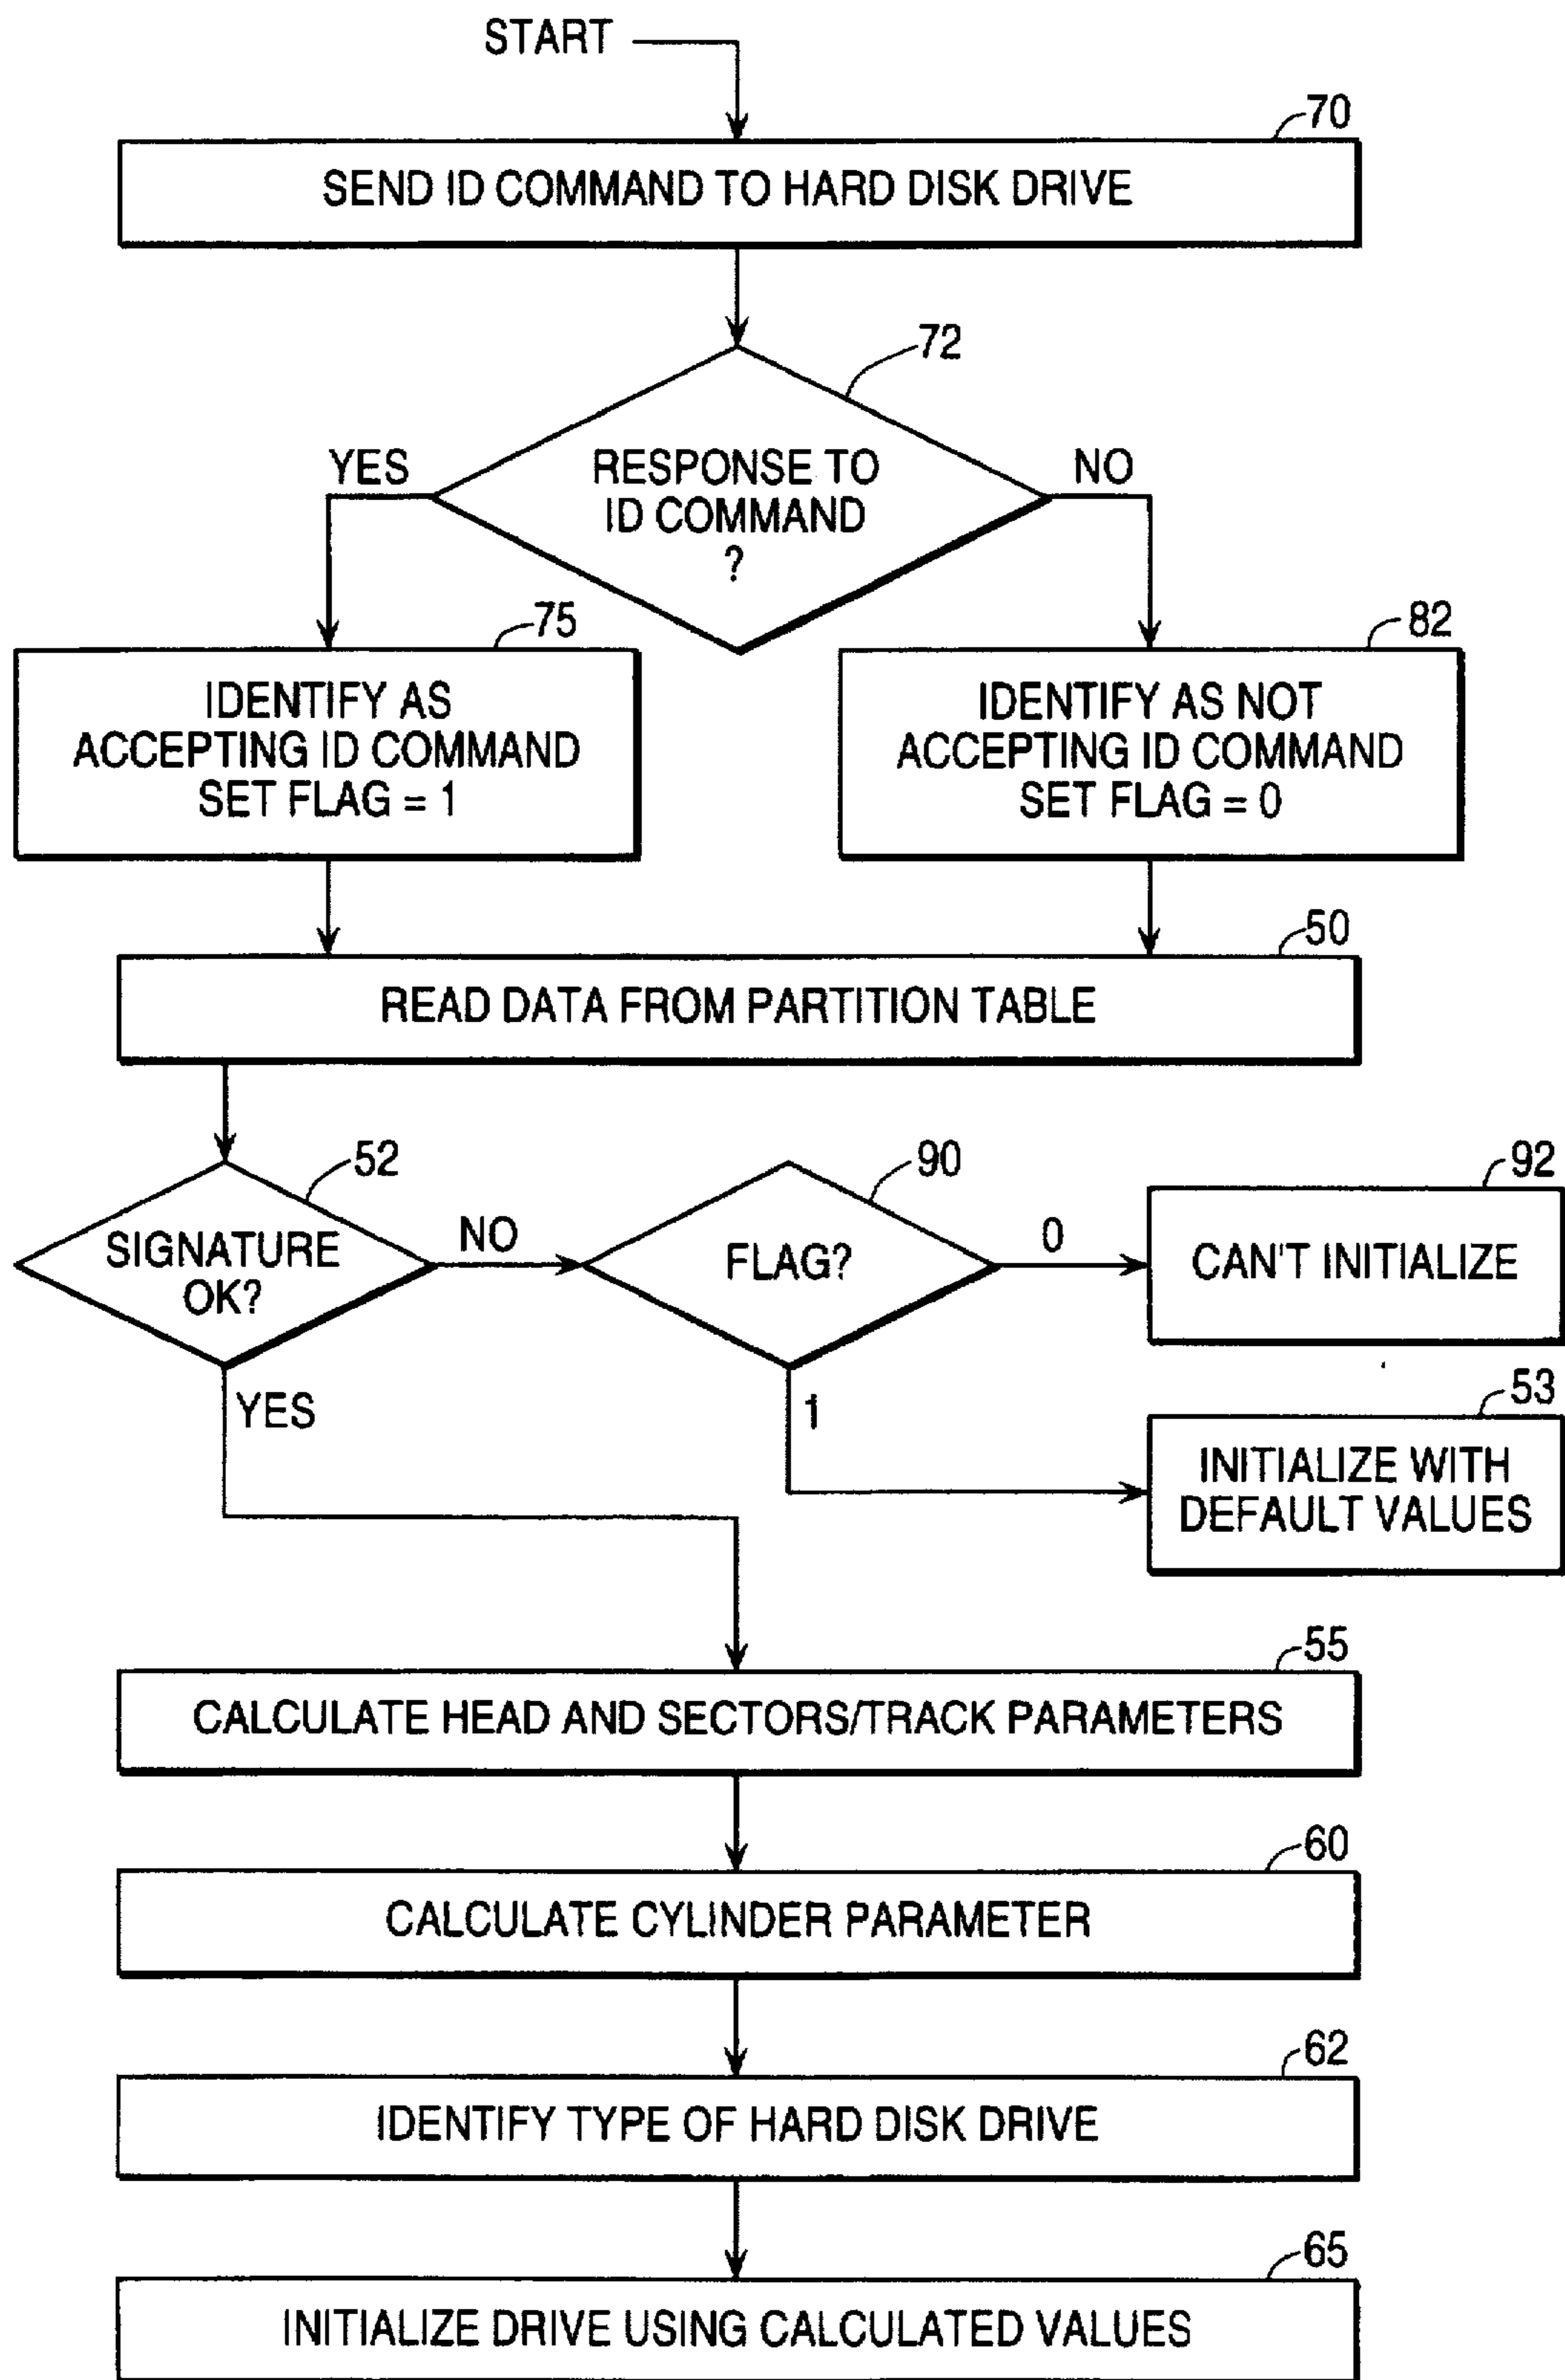 START
70
SEND ID COMMAND TO HARD DISK DRIVE
72
RESPONSE TO
ID COMMAND
?
YES
NO
75
IDENTIFY AS
ACCEPTING ID COMMAND
SET FLAG = 1
82
IDENTIFY AS NOT
ACCEPTING ID COMMAND
SET FLAG = 0
50
READ DATA FROM PARTITION TABLE
52
SIGNATURE
OK?
NO
90
FLAG?
0
92
CAN'T INITIALIZE
YES
1
53
INITIALIZE WITH
DEFAULT VALUES
55
CALCULATE HEAD AND SECTORS/TRACK PARAMETERS
60
CALCULATE CYLINDER PARAMETER
62
IDENTIFY TYPE OF HARD DISK DRIVE
65
INITIALIZE DRIVE USING CALCULATED VALUES